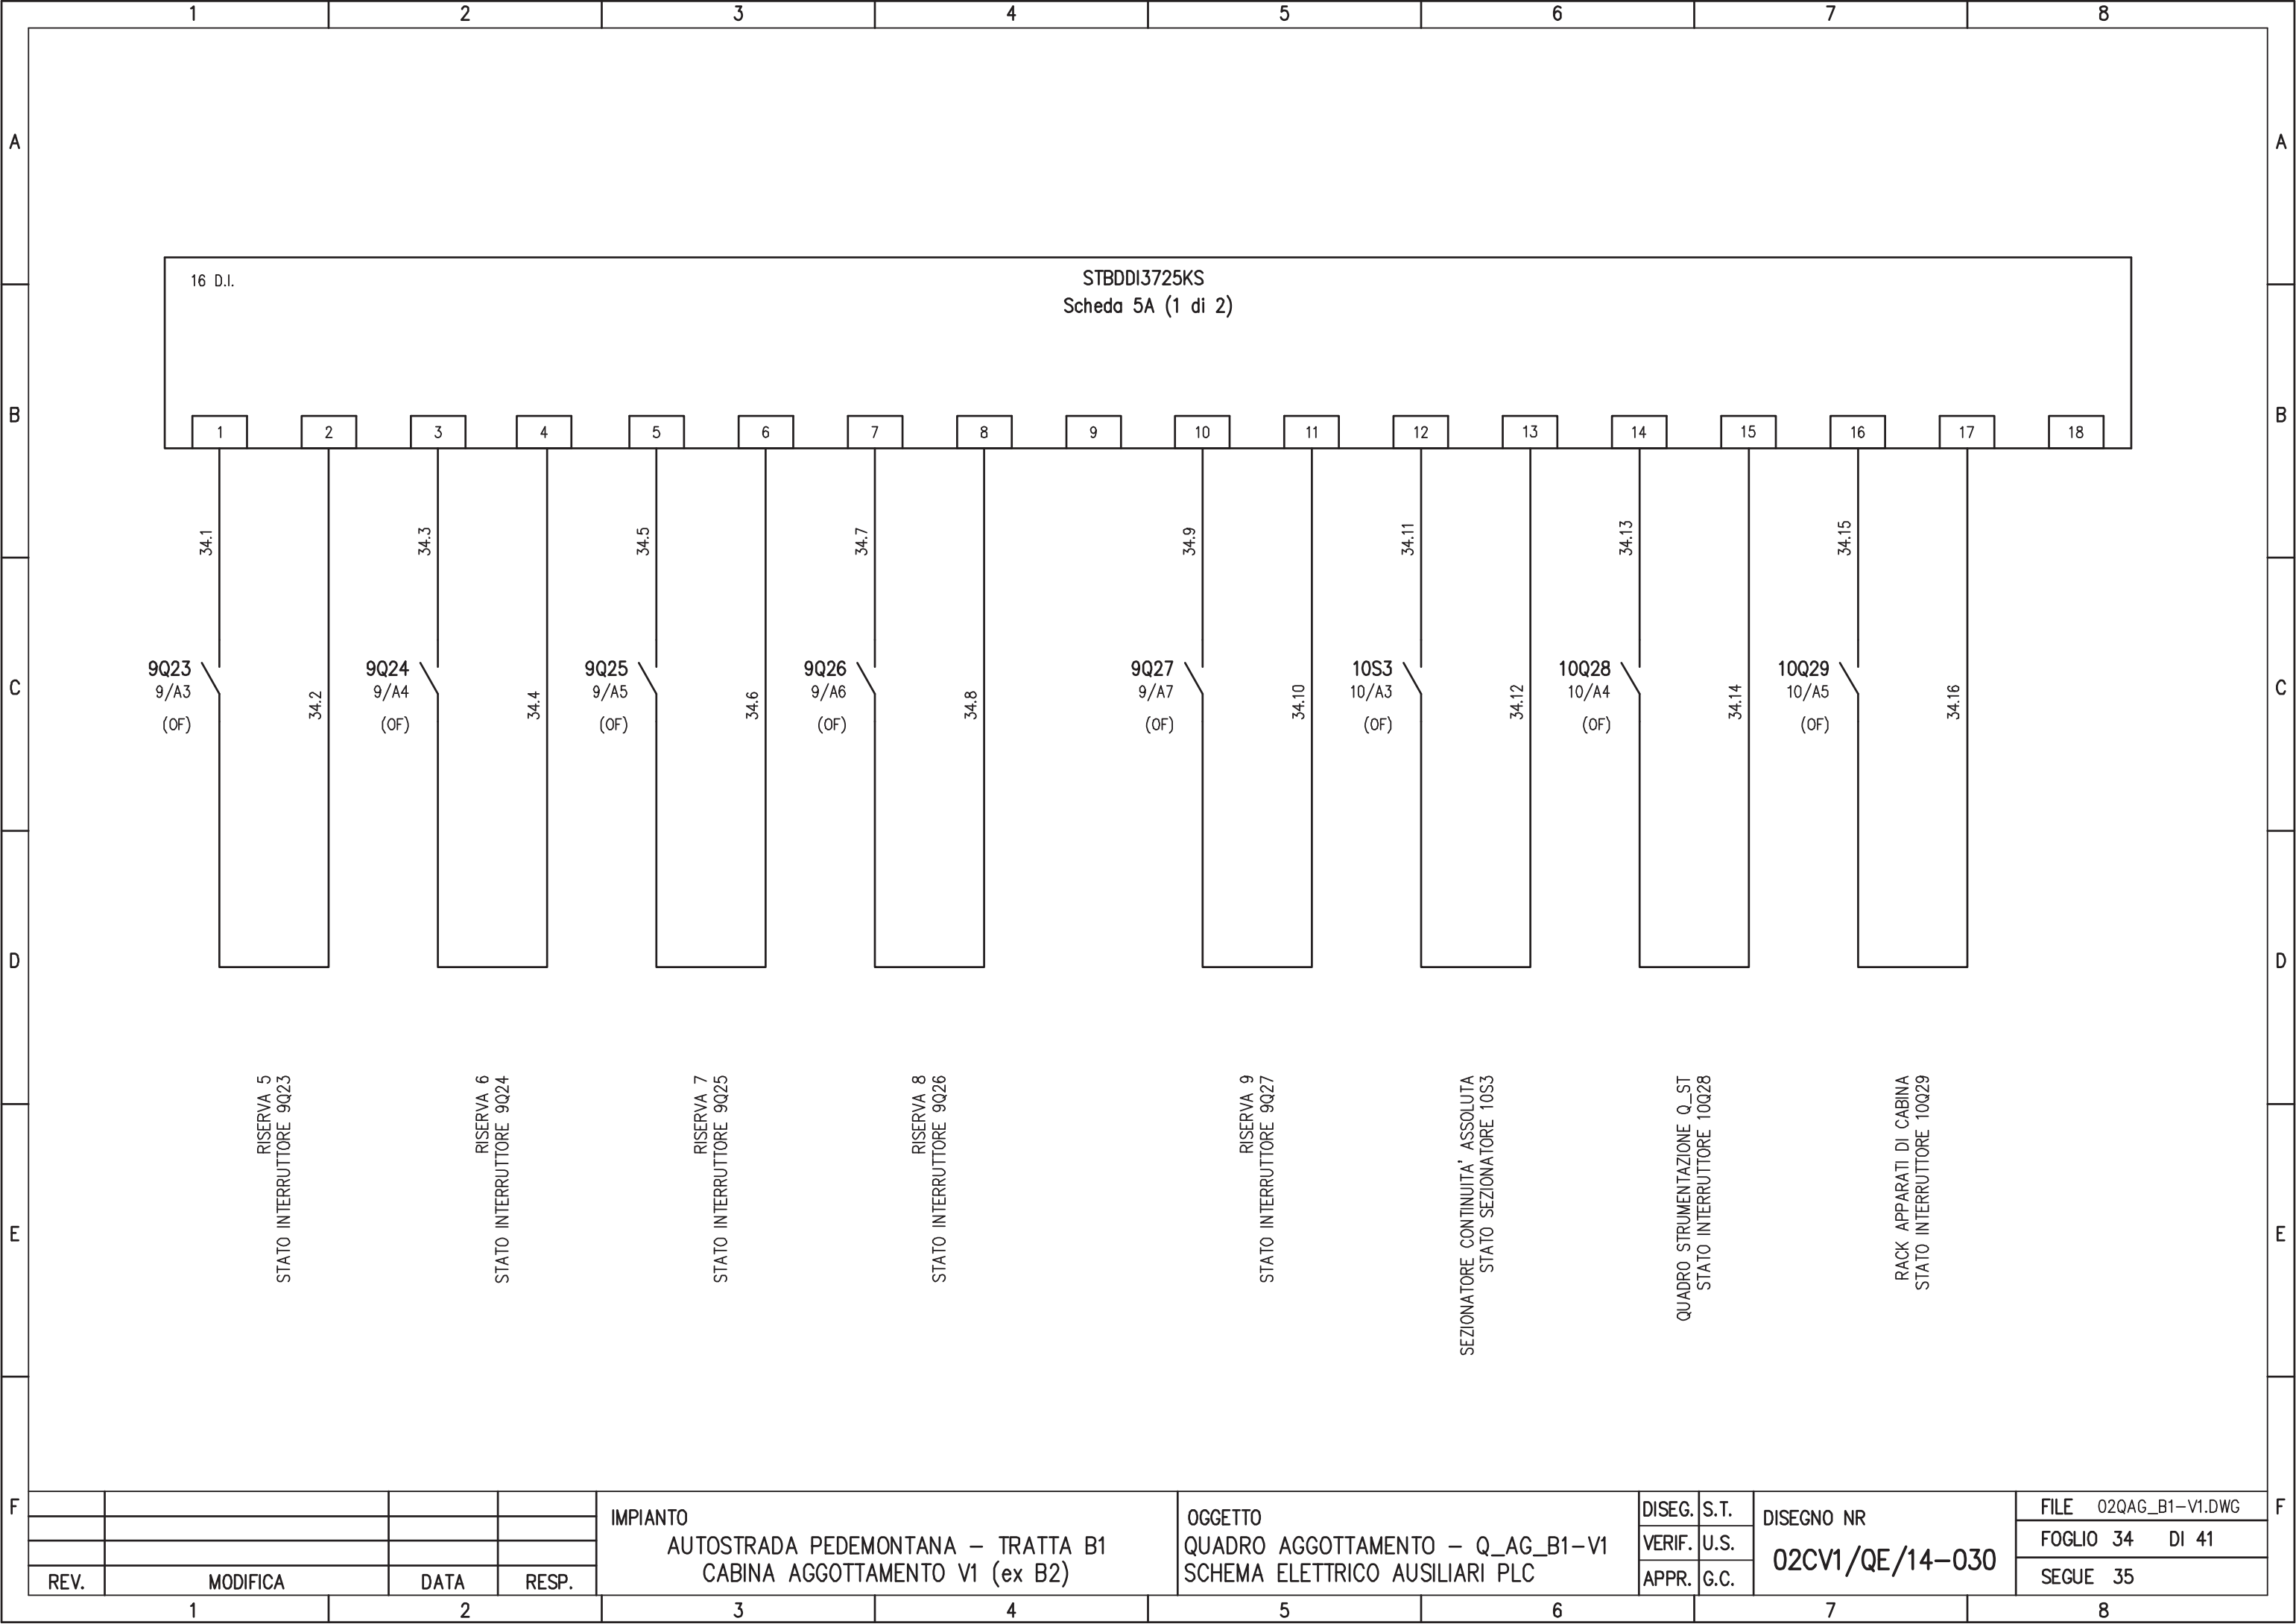 1 2 3 4 5 6 7 8
A A
16 D.I.
STBDDI3725KS
Scheda 5A (1 di 2)
B B
1 2 3 4 5 6 7 8 9 10 11 12 13 14 15 16 17 18
34.1 34.3 34.5 34.7 34.9 34.11 34.13 34.15
9Q23 9Q24 9Q25 9Q26 9Q27 10S3 10Q28 10Q29
C C
9/A3 9/A4 9/A5 9/A6 9/A7 10/A3 10/A4 10/A5
34.2 34.4 34.6 34.8 34.10 34.12 34.14 34.16
(OF) (OF) (OF) (OF) (OF) (OF) (OF) (OF)
D D
RISERVA 5
STATO INTERRUTTORE 9Q23
RISERVA 6
STATO INTERRUTTORE 9Q24
RISERVA 7
STATO INTERRUTTORE 9Q25
RISERVA 8
STATO INTERRUTTORE 9Q26
RISERVA 9
STATO INTERRUTTORE 9Q27
SEZIONATORE CONTINUITA' ASSOLUTA
STATO SEZIONATORE 10S3
QUADRO STRUMENTAZIONE Q_ST
STATO INTERRUTTORE 10Q28
RACK APPARATI DI CABINA
STATO INTERRUTTORE 10Q29
E E
F F
REV. MODIFICA DATA RESP.
IMPIANTO
AUTOSTRADA PEDEMONTANA – TRATTA B1
CABINA AGGOTTAMENTO V1 (ex B2)
OGGETTO
QUADRO AGGOTTAMENTO – Q_AG_B1–V1
SCHEMA ELETTRICO AUSILIARI PLC
DISEG. S.T.
VERIF. U.S.
APPR. G.C.
DISEGNO NR
02CV1/QE/14–030
FILE 02QAG_B1–V1.DWG
FOGLIO 34 DI 41
SEGUE 35
1 2 3 4 5 6 7 8